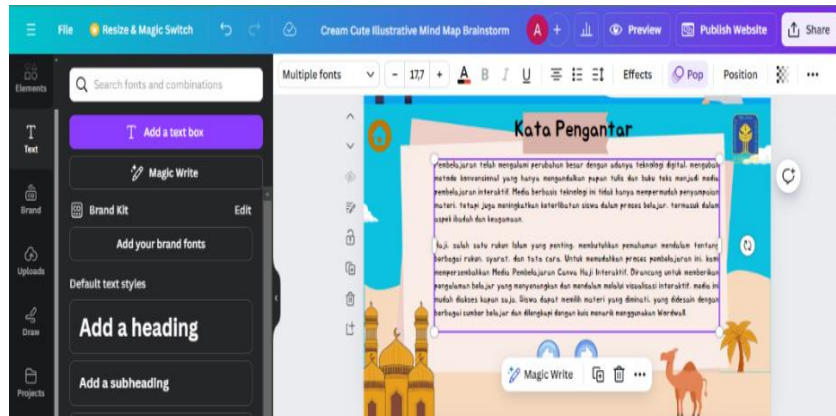 File
Resize & Magic Switch
Cream Cute Illustrative Mind Map Brainstorm
A
+
Preview
Publish Website
Share
Elements
Text
Brand
Uploads
Draw
Projects
Search fonts and combinations
T Add a text box
Magic Write
Brand Kit
Edit
Add your brand fonts
Default text styles
Add a heading
Add a subheading
Multiple fonts
- 17,7 +
A B I U
Effects
Pop
Position
Kata Pengantar
Pembelajaran telah mengalami perubahan besar dengan adanya teknologi digital, mengubah
metode konvensional yang hanya mengandalkan papan tulis dan buku teks menjadi media
pembelajaran interaktif. Media berbasis teknologi ini tidak hanya mempermudah penyampaian
materi, tetapi juga meningkatkan keterlibatan siswa dalam proses belajar, termasuk dalam
aspek ibadah dan keagamaan.
Haji, salah satu rukun Islam yang penting, membutuhkan pemahaman mendalam tentang
berbagai rukun, syarat, dan tata cara. Untuk memudahkan proses pembelajaran ini, kami
mempersembahkan Media Pembelajaran Canva Haji Interaktif. Dirancang untuk memberikan
pengalaman belajar yang menyenangkan dan mendalam melalui visualisasi interaktif, media ini
mudah diakses kapan saja. Siswa dapat memilih materi yang diminati, yang didesain dengan
berbagai sumber belajar dan dilengkapi dengan kuis menarik menggunakan Wordwall.
Magic Write